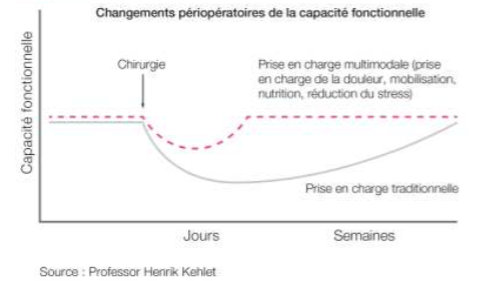 Changements périopératoires de la capacité fonctionnelle
Capacité fonctionnelle
Chirurgie
Prise en charge multimodale (prise
en charge de la douleur, mobilisation,
nutrition, réduction du stress)
Prise en charge traditionnelle
Jours
Semaines
Source : Professor Henrik Kehlet